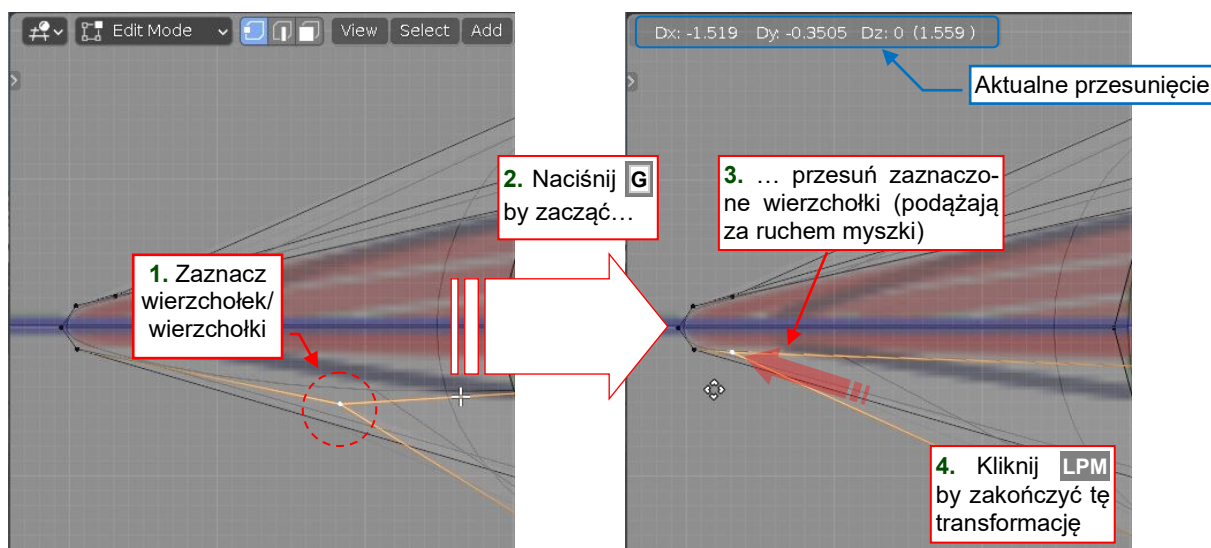 Edit Mode View Select Add
Dx: -1.519 Dy: -0.3505 Dz: 0 (1.559 )
Aktualne przesunięcie
1. Zaznacz
wierzchołek/
wierzchołki
2. Naciśnij G
by zacząć…
3. … przesuń zaznaczo-
ne wierzchołki (podążają
za ruchem myszki)
4. Kliknij LPM
by zakończyć tę
transformację